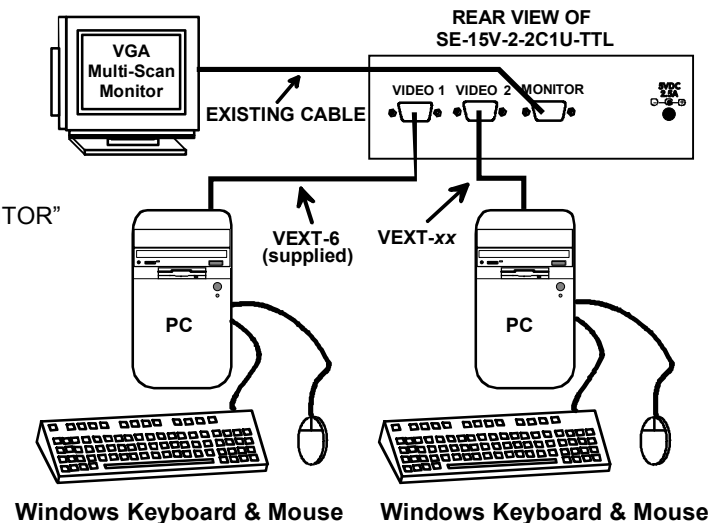 REAR VIEW OF
SE-15V-2-2C1U-TTL
VGA
Multi-Scan
Monitor
EXISTING CABLE
VIDEO 1
VIDEO 2
MONITOR
5VDC
2.5A
TOR"
VEXT-6
(supplied)
VEXT-xx
PC
PC
Windows Keyboard & Mouse
Windows Keyboard & Mouse